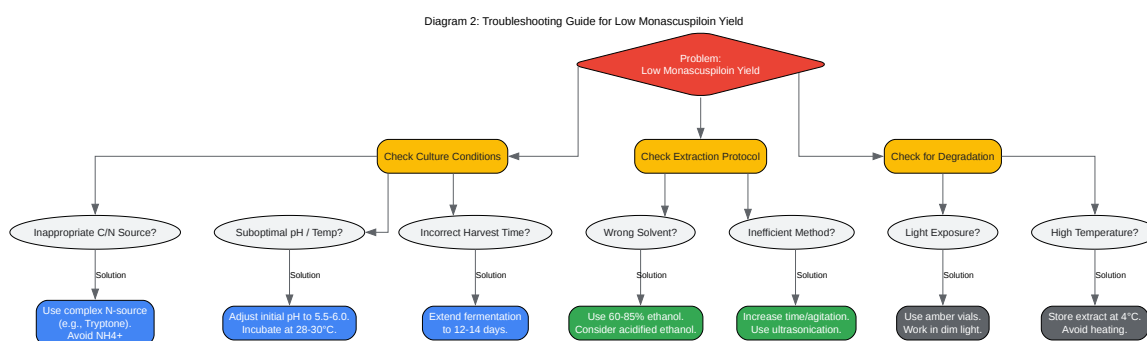 Diagram 2: Troubleshooting Guide for Low Monascuspiloin Yield
Problem:
Low Monascuspiloin Yield
Check Culture Conditions
Check Extraction Protocol
Check for Degradation
Inappropriate C/N Source?
Suboptimal pH / Temp?
Incorrect Harvest Time?
Wrong Solvent?
Inefficient Method?
Light Exposure?
High Temperature?
Solution
Solution
Solution
Solution
Solution
Solution
Solution
Use complex N-source
(e.g., Tryptone).
Avoid NH4+
Adjust initial pH to 5.5-6.0.
Incubate at 28-30°C.
Extend fermentation
to 12-14 days.
Use 60-85% ethanol.
Consider acidified ethanol.
Increase time/agitation.
Use ultrasonication.
Use amber vials.
Work in dim light.
Store extract at 4°C.
Avoid heating.